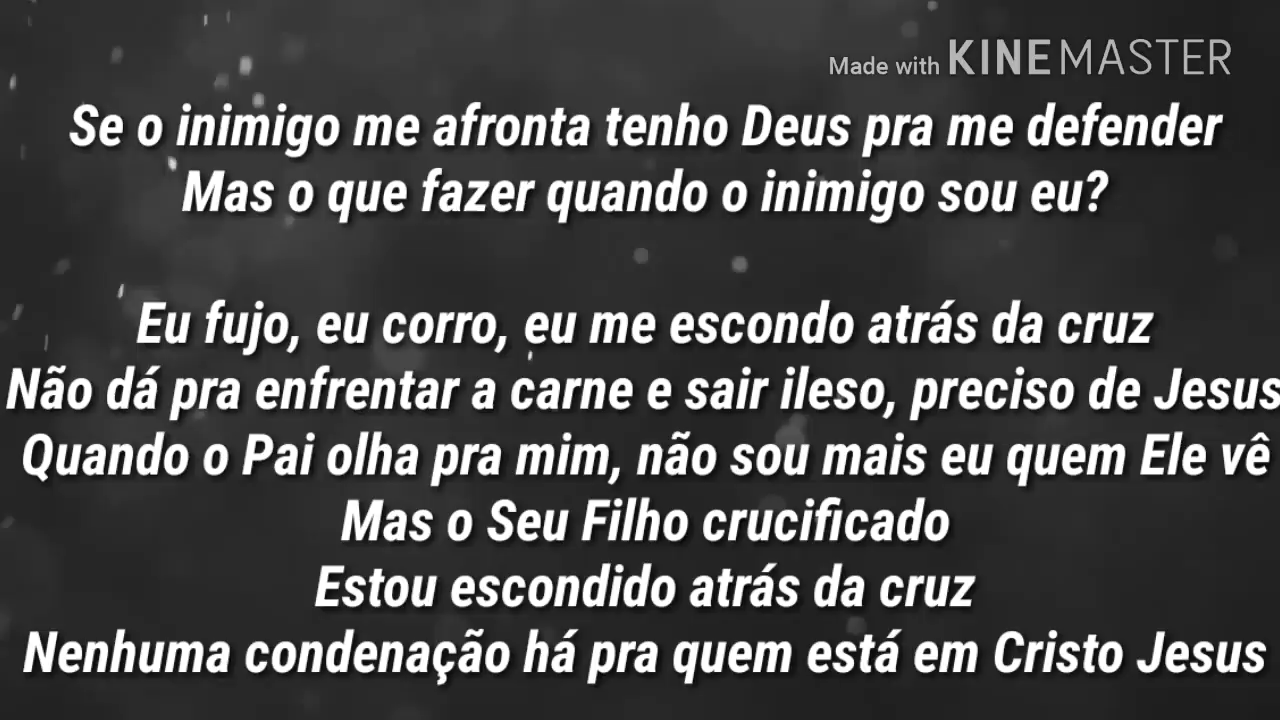 Made with KINEMASTER
Se o inimigo me afronta tenho Deus pra me defender
Mas o que fazer quando o inimigo sou eu?
Eu fujo, eu corro, eu me escondo atrás da cruz
Não dá pra enfrentar a carne e sair ileso, preciso de Jesus
Quando o Pai olha pra mim, não sou mais eu quem Ele vê
Mas o Seu Filho crucificado
Estou escondido atrás da cruz
Nenhuma condenação há pra quem está em Cristo Jesus